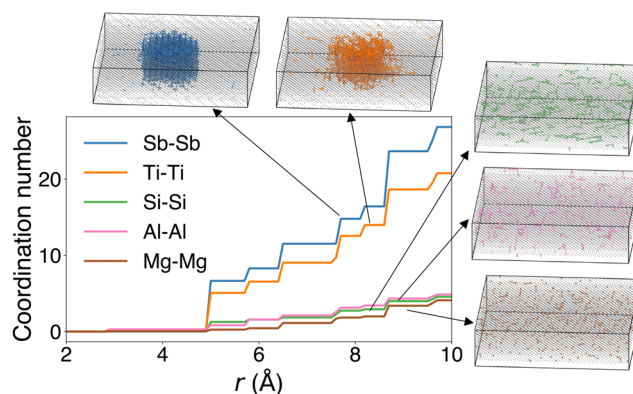 Coordination number
20
10
0
Sb-Sb
Ti-Ti
Si-Si
Al-Al
Mg-Mg
2 4 6 8 10
r (Å)